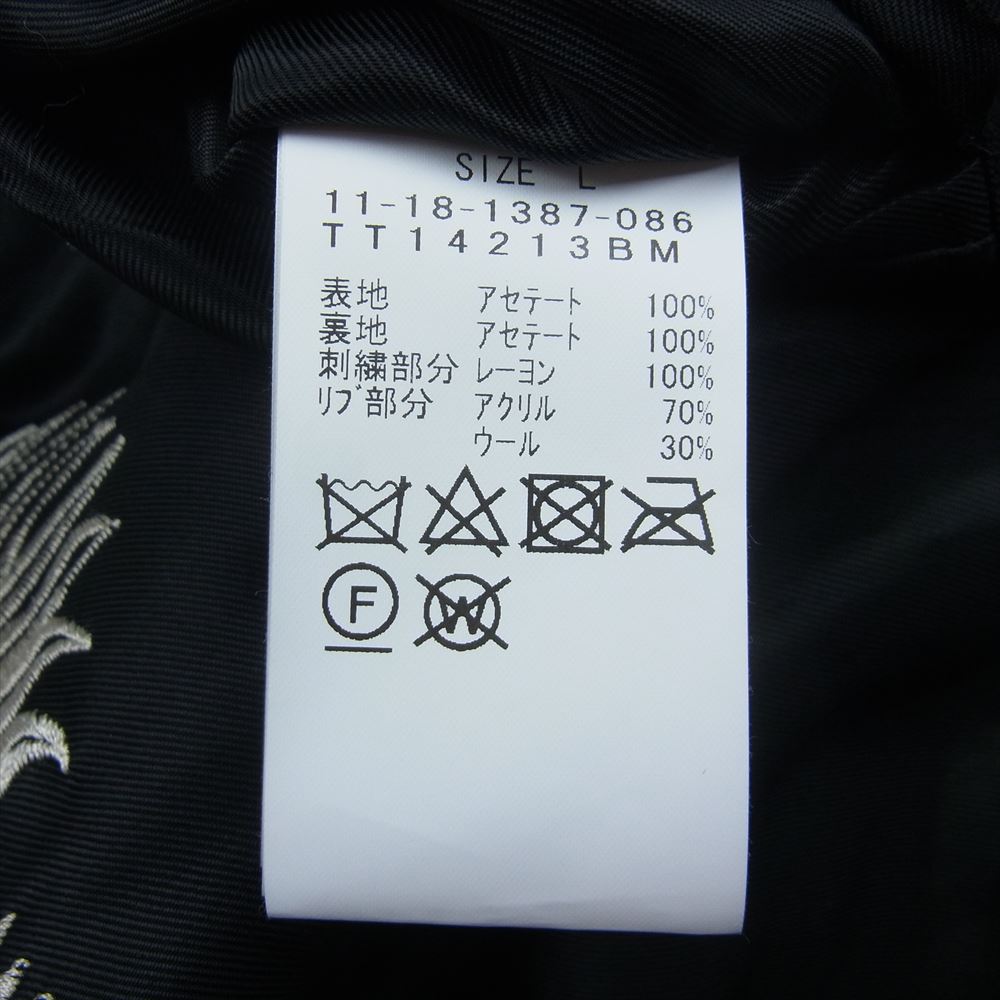 SIZE L
11-18-1387-086
TT14213BM
表地 アセテート 100%
裏地 アセテート 100%
刺繍部分 レーヨン 100%
ﾘﾌﾞ部分 アクリル 70%
ウール 30%
F W